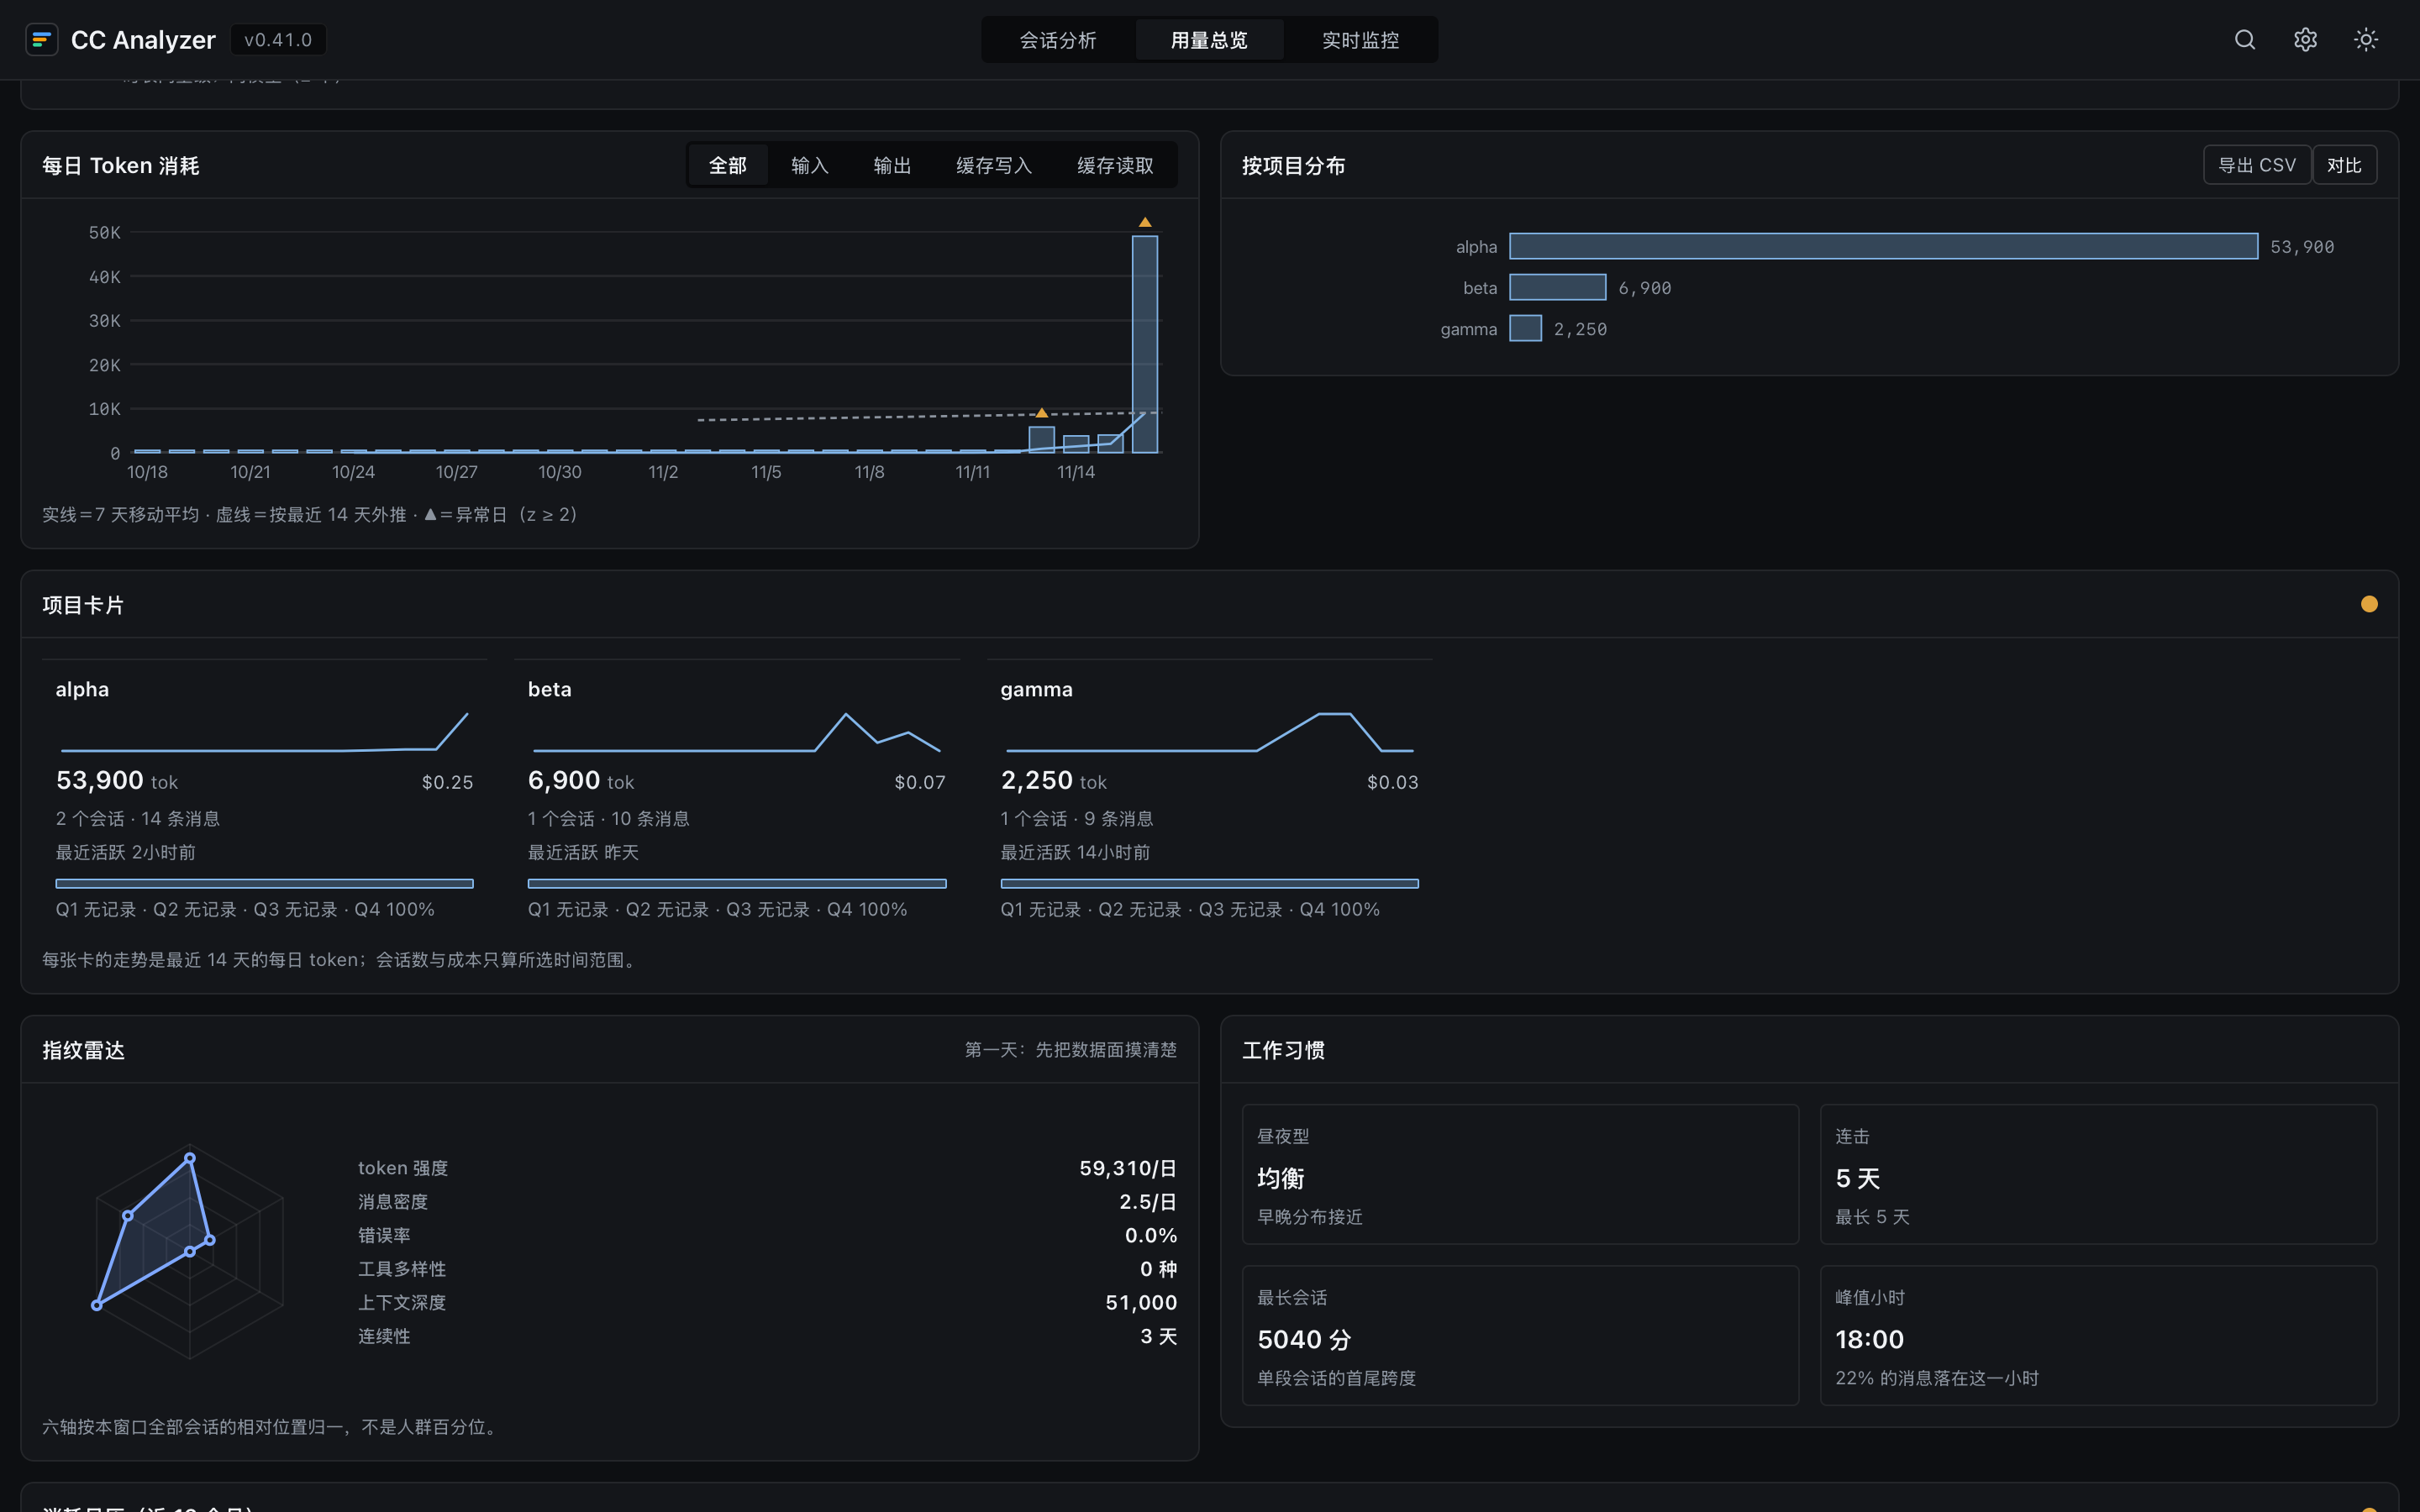 CC Analyzer v0.41.0
会话分析 用量总览 实时监控
每日 Token 消耗
全部 输入 输出 缓存写入 缓存读取
50K
40K
30K
20K
10K
0
10/18 10/21 10/24 10/27 10/30 11/2 11/5 11/8 11/11 11/14
实线=7 天移动平均 · 虚线=按最近 14 天外推 · ▲=异常日（z ≥ 2）
按项目分布
导出 CSV 对比
alpha 53,900
beta 6,900
gamma 2,250
项目卡片
alpha
53,900 tok $0.25
2 个会话 · 14 条消息
最近活跃 2小时前
Q1 无记录 · Q2 无记录 · Q3 无记录 · Q4 100%
beta
6,900 tok $0.07
1 个会话 · 10 条消息
最近活跃 昨天
Q1 无记录 · Q2 无记录 · Q3 无记录 · Q4 100%
gamma
2,250 tok $0.03
1 个会话 · 9 条消息
最近活跃 14小时前
Q1 无记录 · Q2 无记录 · Q3 无记录 · Q4 100%
每张卡的走势是最近 14 天的每日 token；会话数与成本只算所选时间范围。
指纹雷达 第一天：先把数据面摸清楚
token 强度 59,310/日
消息密度 2.5/日
错误率 0.0%
工具多样性 0 种
上下文深度 51,000
连续性 3 天
六轴按本窗口全部会话的相对位置归一，不是人群百分位。
工作习惯
昼夜型
均衡
早晚分布接近
连击
5 天
最长 5 天
最长会话
5040 分
单段会话的首尾跨度
峰值小时
18:00
22% 的消息落在这一小时